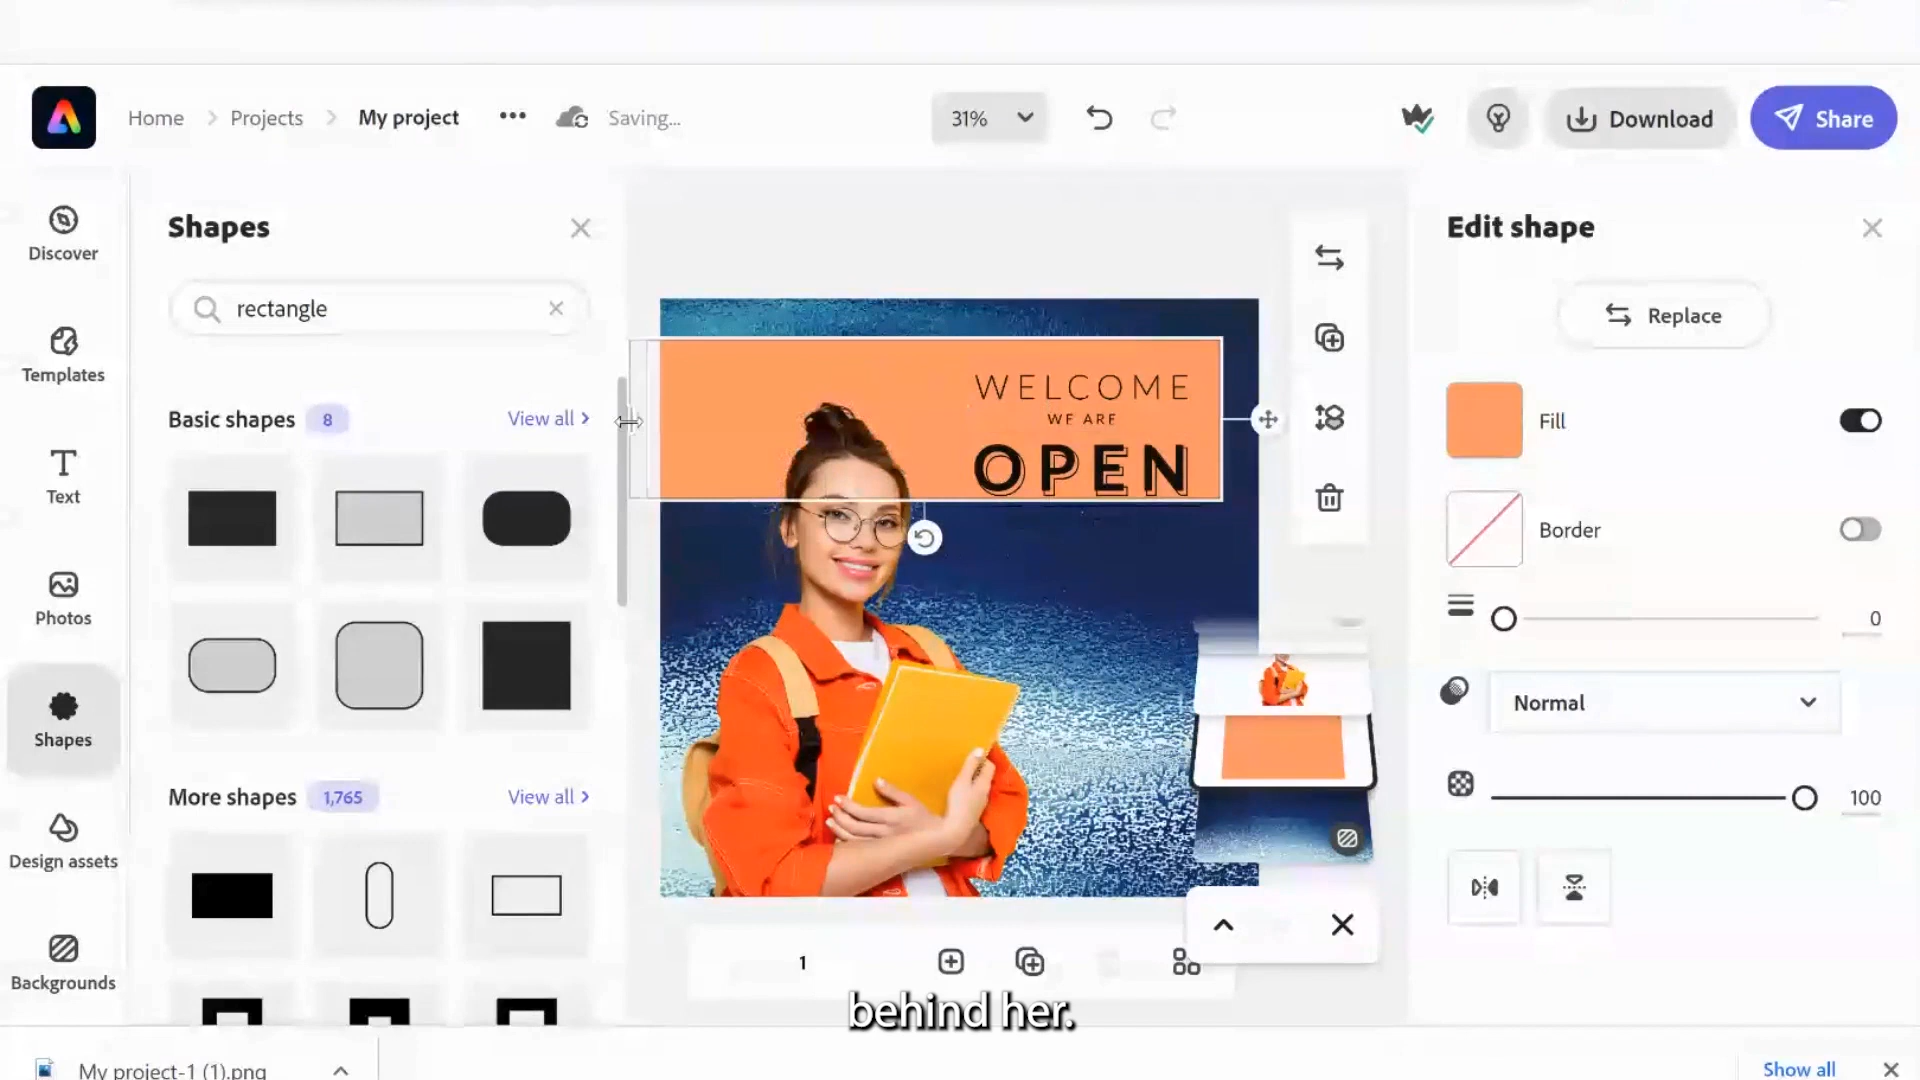 Home
Projects
My project
Saving...
31%
Download
Share
Discover
Templates
Text
Photos
Shapes
Design assets
Backgrounds
Shapes
rectangle
Basic shapes 8 View all
More shapes 1,765 View all
WELCOME
WE ARE
OPEN
1
Edit shape
Replace
Fill
Border
0
Normal
100
behind her.
My project-1 (1).png
Show all